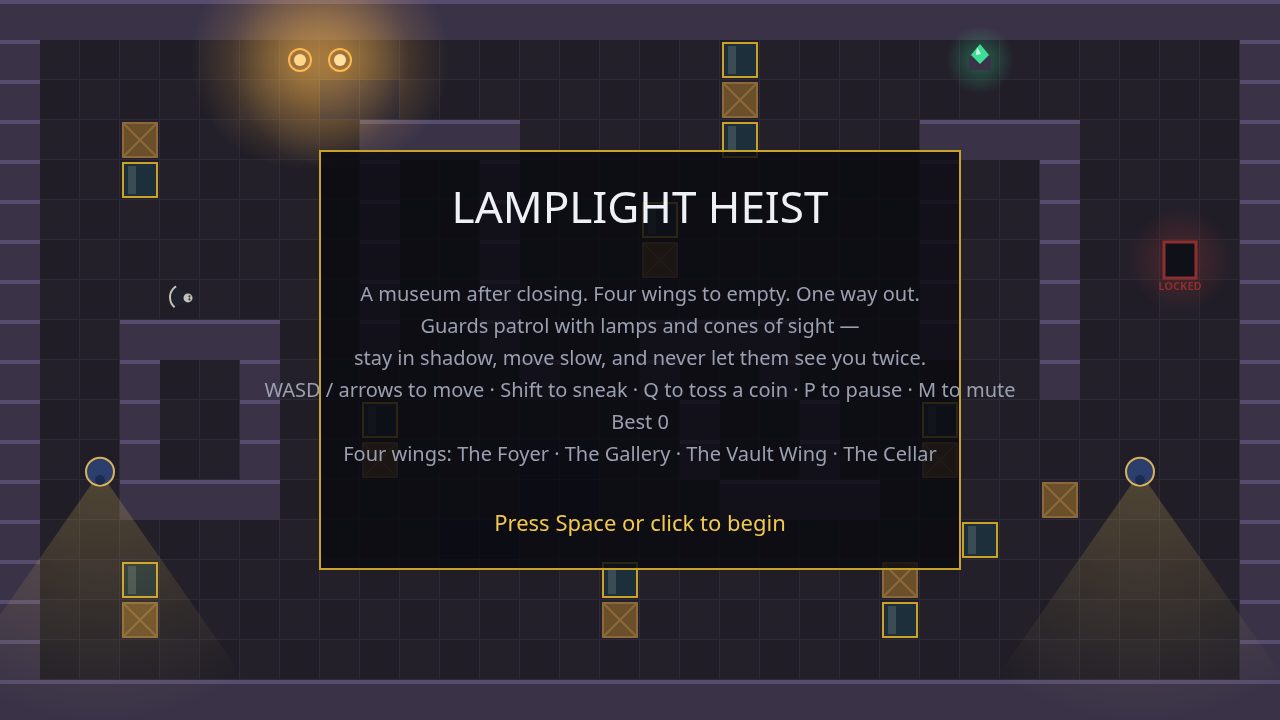 LAMPLIGHT HEIST
A museum after closing. Four wings to empty. One way out.
Guards patrol with lamps and cones of sight —
stay in shadow, move slow, and never let them see you twice.
LOCKED
WASD / arrows to move · Shift to sneak · Q to toss a coin · P to pause · M to mute
Best 0
Four wings: The Foyer · The Gallery · The Vault Wing · The Cellar
Press Space or click to begin